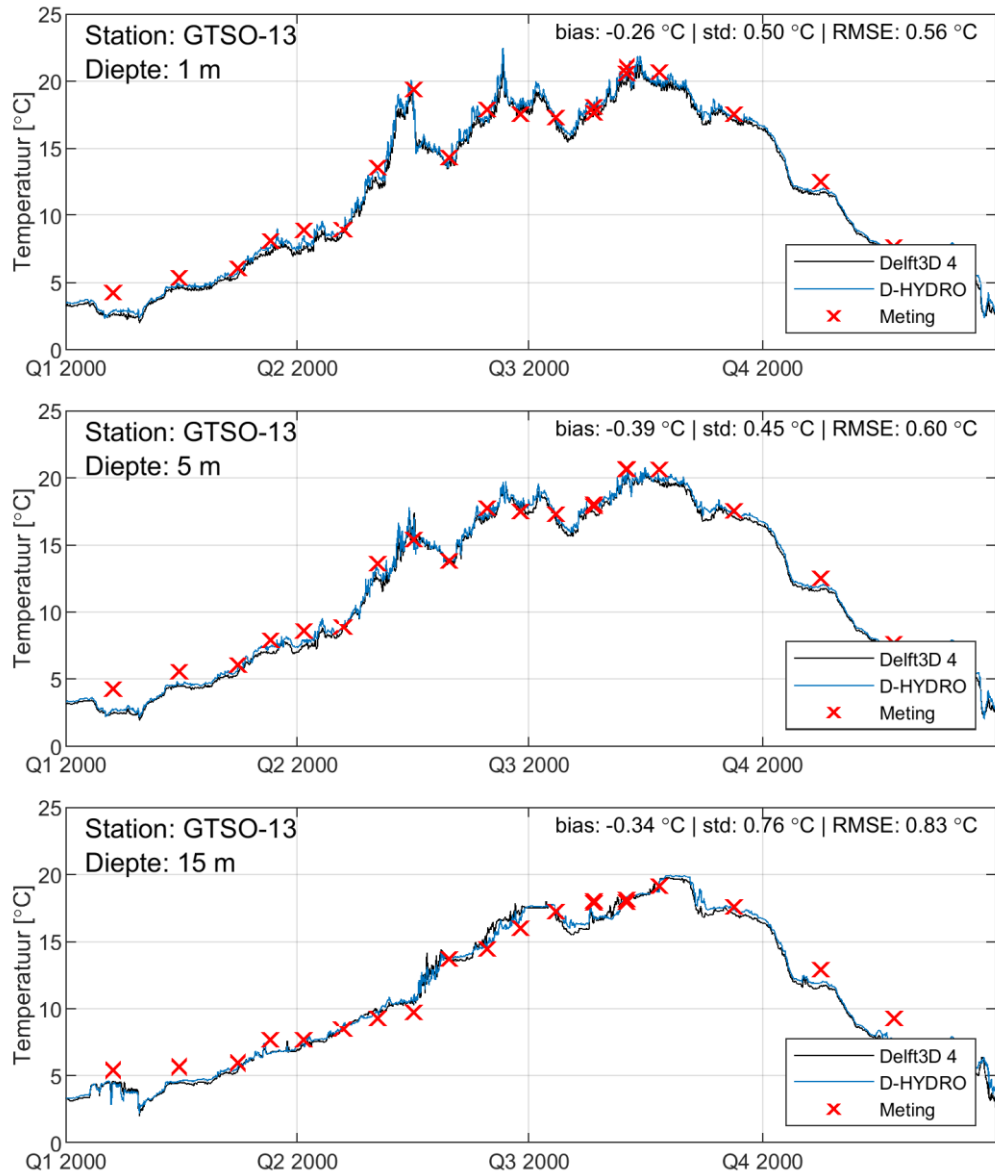 Station: GTSO-13
Diepte: 1 m
bias: -0.26 °C | std: 0.50 °C | RMSE: 0.56 °C
Temperatuur [°C]
25
20
15
10
5
0
Q1 2000
Q2 2000
Q3 2000
Q4 2000
Delft3D 4
D-HYDRO
Meting
Station: GTSO-13
Diepte: 5 m
bias: -0.39 °C | std: 0.45 °C | RMSE: 0.60 °C
Temperatuur [°C]
25
20
15
10
5
0
Q1 2000
Q2 2000
Q3 2000
Q4 2000
Delft3D 4
D-HYDRO
Meting
Station: GTSO-13
Diepte: 15 m
bias: -0.34 °C | std: 0.76 °C | RMSE: 0.83 °C
Temperatuur [°C]
25
20
15
10
5
0
Q1 2000
Q2 2000
Q3 2000
Q4 2000
Delft3D 4
D-HYDRO
Meting